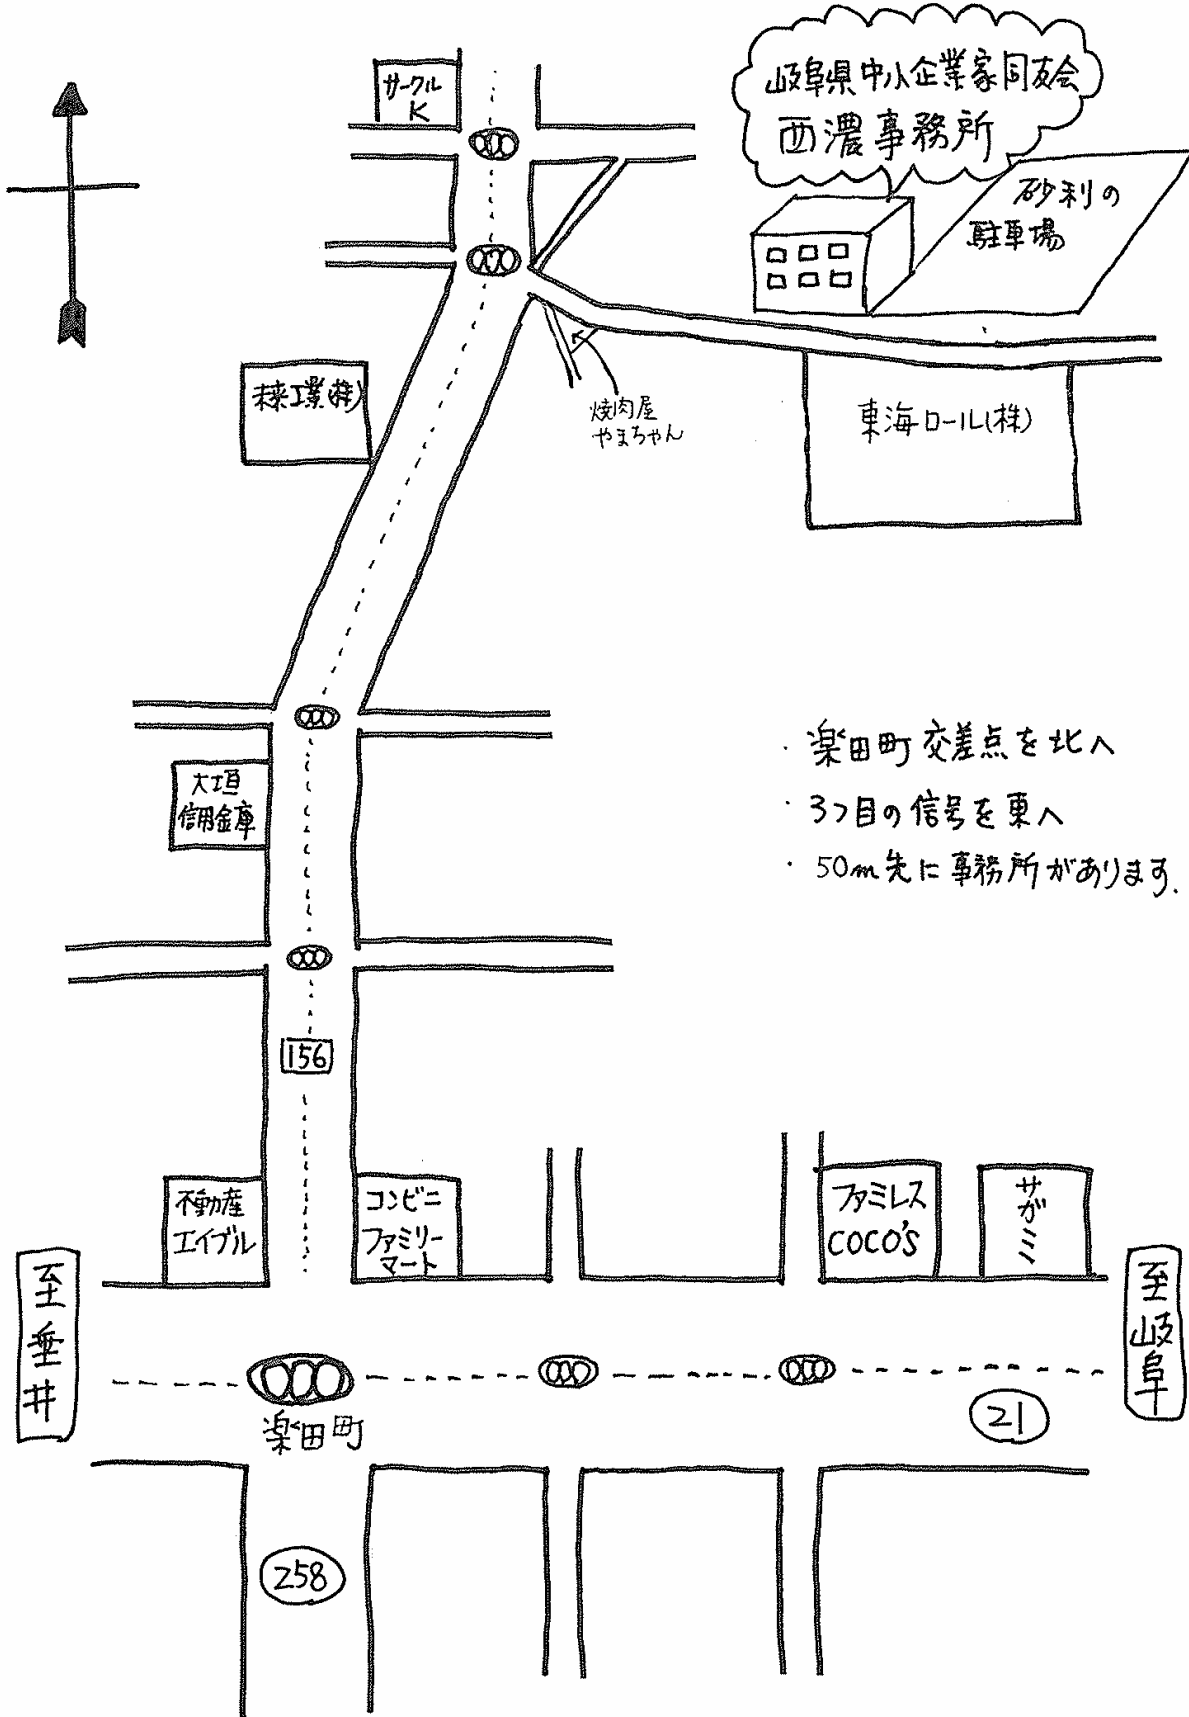 サークル
K
岐阜県中小企業家同友会
西濃事務所
砂利の
駐車場
未来工業(株)
焼肉屋
やまちゃん
東海ロール(株)
・楽田町交差点を北へ
・3つ目の信号を東へ
・50m先に事務所があります.
大垣
信用金庫
156
不動産
エイブル
コンビニ
ファミリー
マート
ファミレス
COCO'S
サガミ
至垂井
至岐阜
楽田町
21
258